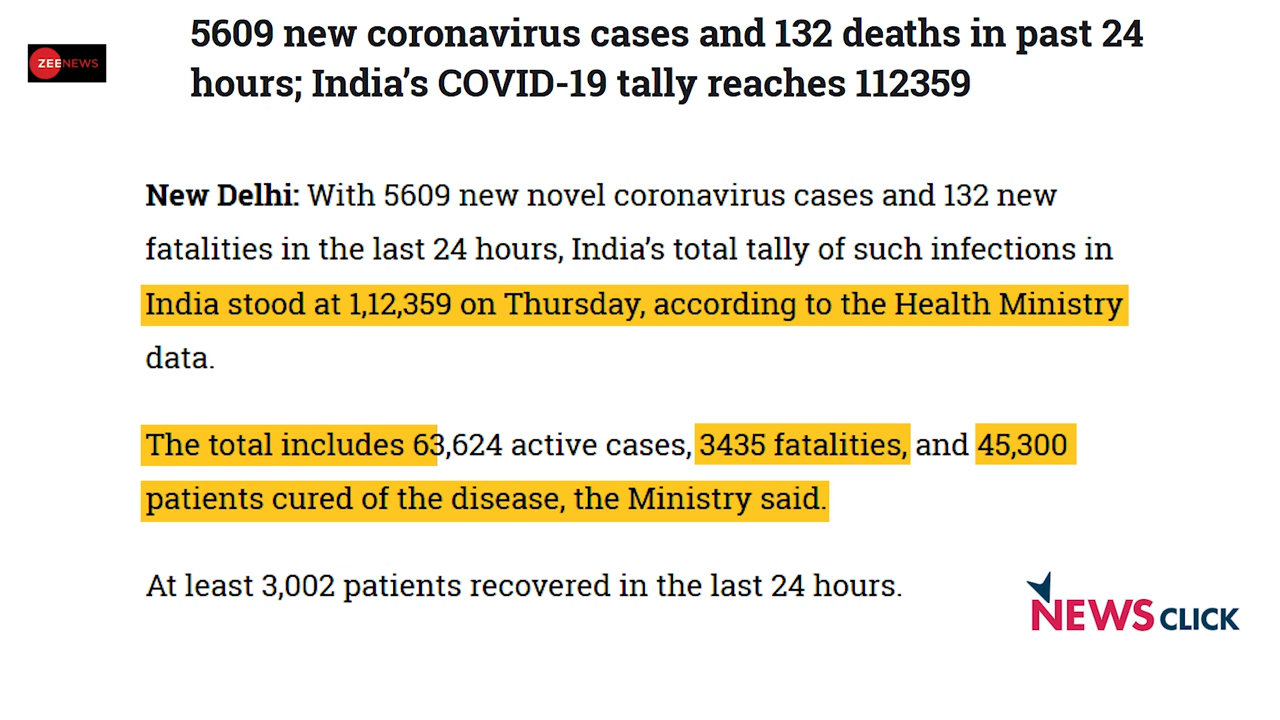 5609 new coronavirus cases and 132 deaths in past 24
hours; India’s COVID-19 tally reaches 112359
ZEENEWS
New Delhi: With 5609 new novel coronavirus cases and 132 new
fatalities in the last 24 hours, India’s total tally of such infections in
India stood at 1,12,359 on Thursday, according to the Health Ministry
data.
The total includes 63,624 active cases, 3435 fatalities, and 45,300
patients cured of the disease, the Ministry said.
At least 3,002 patients recovered in the last 24 hours.
NEWSCLICK